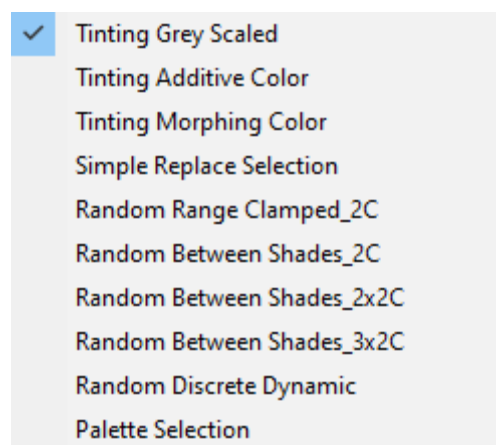 Tinting Grey Scaled
Tinting Additive Color
Tinting Morphing Color
Simple Replace Selection
Random Range Clamped_2C
Random Between Shades_2C
Random Between Shades_2x2C
Random Between Shades_3x2C
Random Discrete Dynamic
Palette Selection